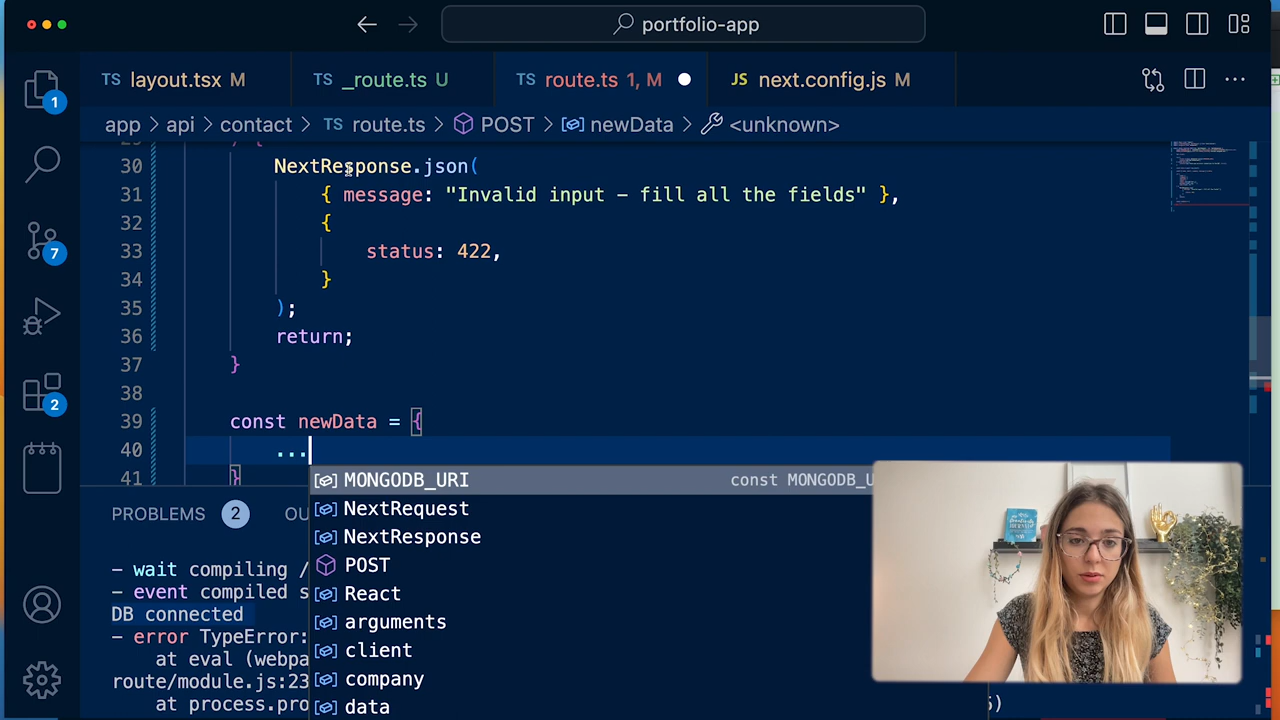 portfolio-app
TS layout.tsx M
TS _route.ts U
TS route.ts 1, M
JS next.config.js M
app > api > contact > TS route.ts > POST > newData > <unknown>
30 NextResponse.json(
31 { message: "Invalid input – fill all the fields" },
32 {
33 status: 422,
34 }
35 );
36 return;
37 }
38
39 const newData = {
40 ...
41 }
MONGODB_URI const MONGODB_U
NextRequest
NextResponse
POST
React
arguments
client
company
data
1
7
2
PROBLEMS 2 OU
- wait compiling /
- event compiled s
DB connected
- error TypeError:
at eval (webpa
route/module.js:23
at process.pro